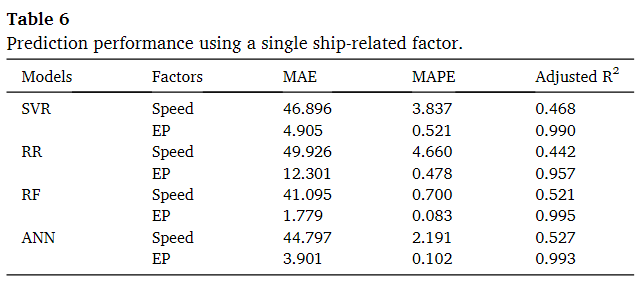 Table 6
Prediction performance using a single ship-related factor.
Models Factors MAE MAPE Adjusted R²
SVR Speed 46.896 3.837 0.468
EP 4.905 0.521 0.990
RR Speed 49.926 4.660 0.442
EP 12.301 0.478 0.957
RF Speed 41.095 0.700 0.521
EP 1.779 0.083 0.995
ANN Speed 44.797 2.191 0.527
EP 3.901 0.102 0.993